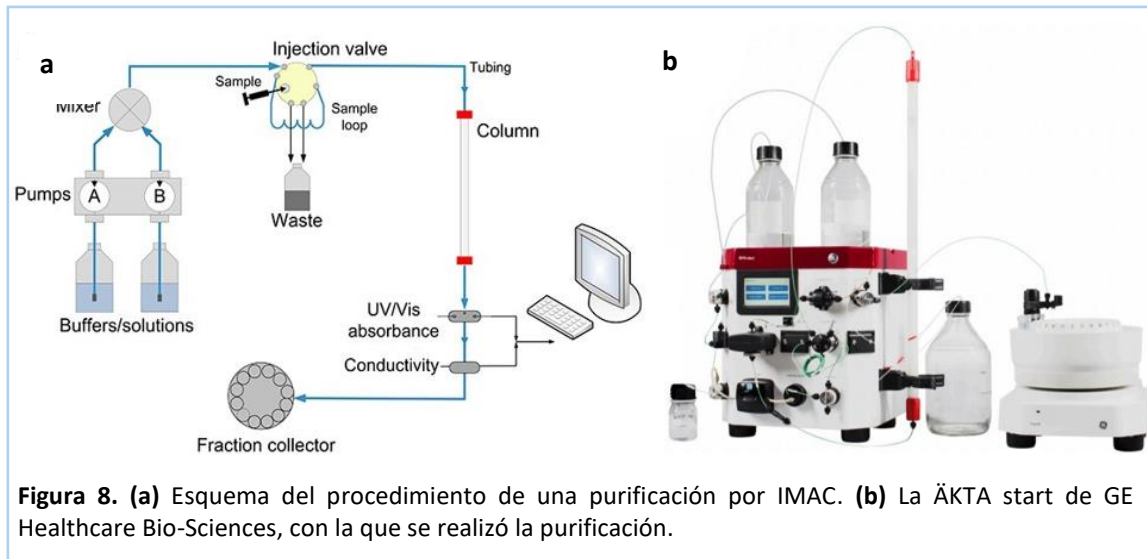 a
Injection valve
b
Tubing
Mixer
Sample
Sample
loop
Column
Pumps
A
B
Waste
UV/Vis
absorbance
Buffers/solutions
Conductivity
Fraction collector
Figura 8. (a) Esquema del procedimiento de una purificación por IMAC. (b) La ÄKTA start de GE
Healthcare Bio-Sciences, con la que se realizó la purificación.